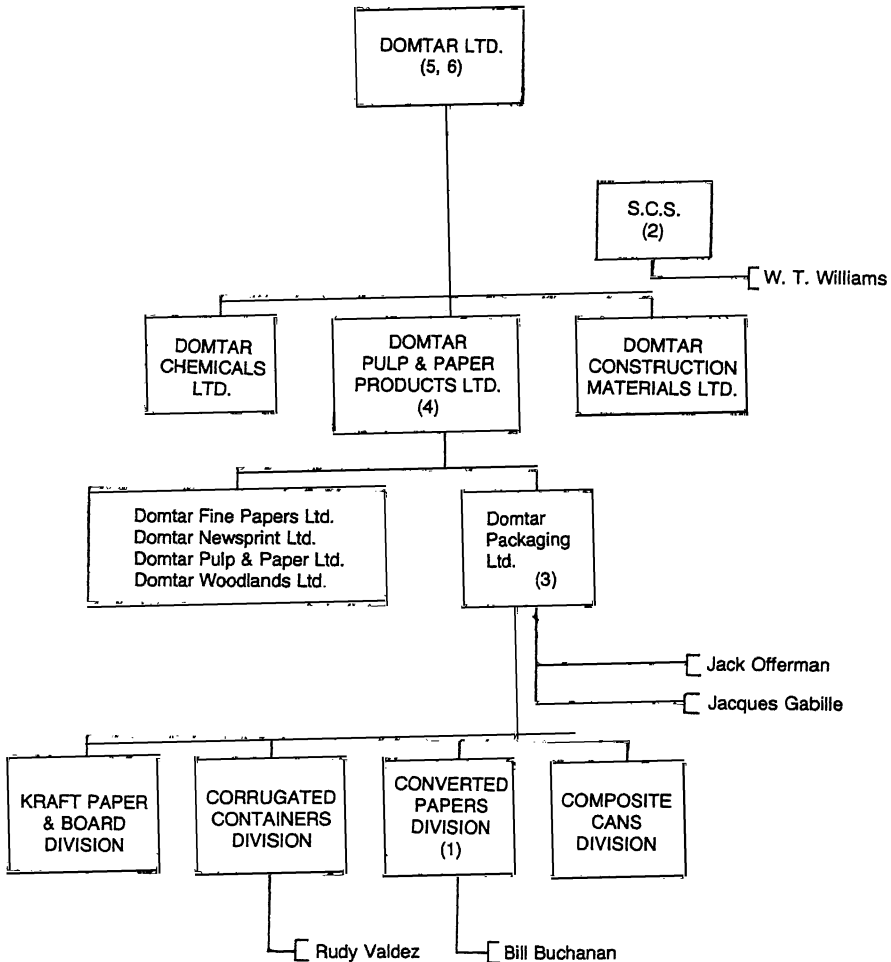 DOMTAR LTD.
(5, 6)
S.C.S.
(2)
W. T. Williams
DOMTAR
CHEMICALS
LTD.
DOMTAR
PULP & PAPER
PRODUCTS LTD.
(4)
DOMTAR
CONSTRUCTION
MATERIALS LTD.
Domtar Fine Papers Ltd.
Domtar Newsprint Ltd.
Domtar Pulp & Paper Ltd.
Domtar Woodlands Ltd.
Domtar
Packaging
Ltd.
(3)
Jack Offerman
Jacques Gabille
KRAFT PAPER
& BOARD
DIVISION
CORRUGATED
CONTAINERS
DIVISION
CONVERTED
PAPERS
DIVISION
(1)
COMPOSITE
CANS
DIVISION
Rudy Valdez
Bill Buchanan